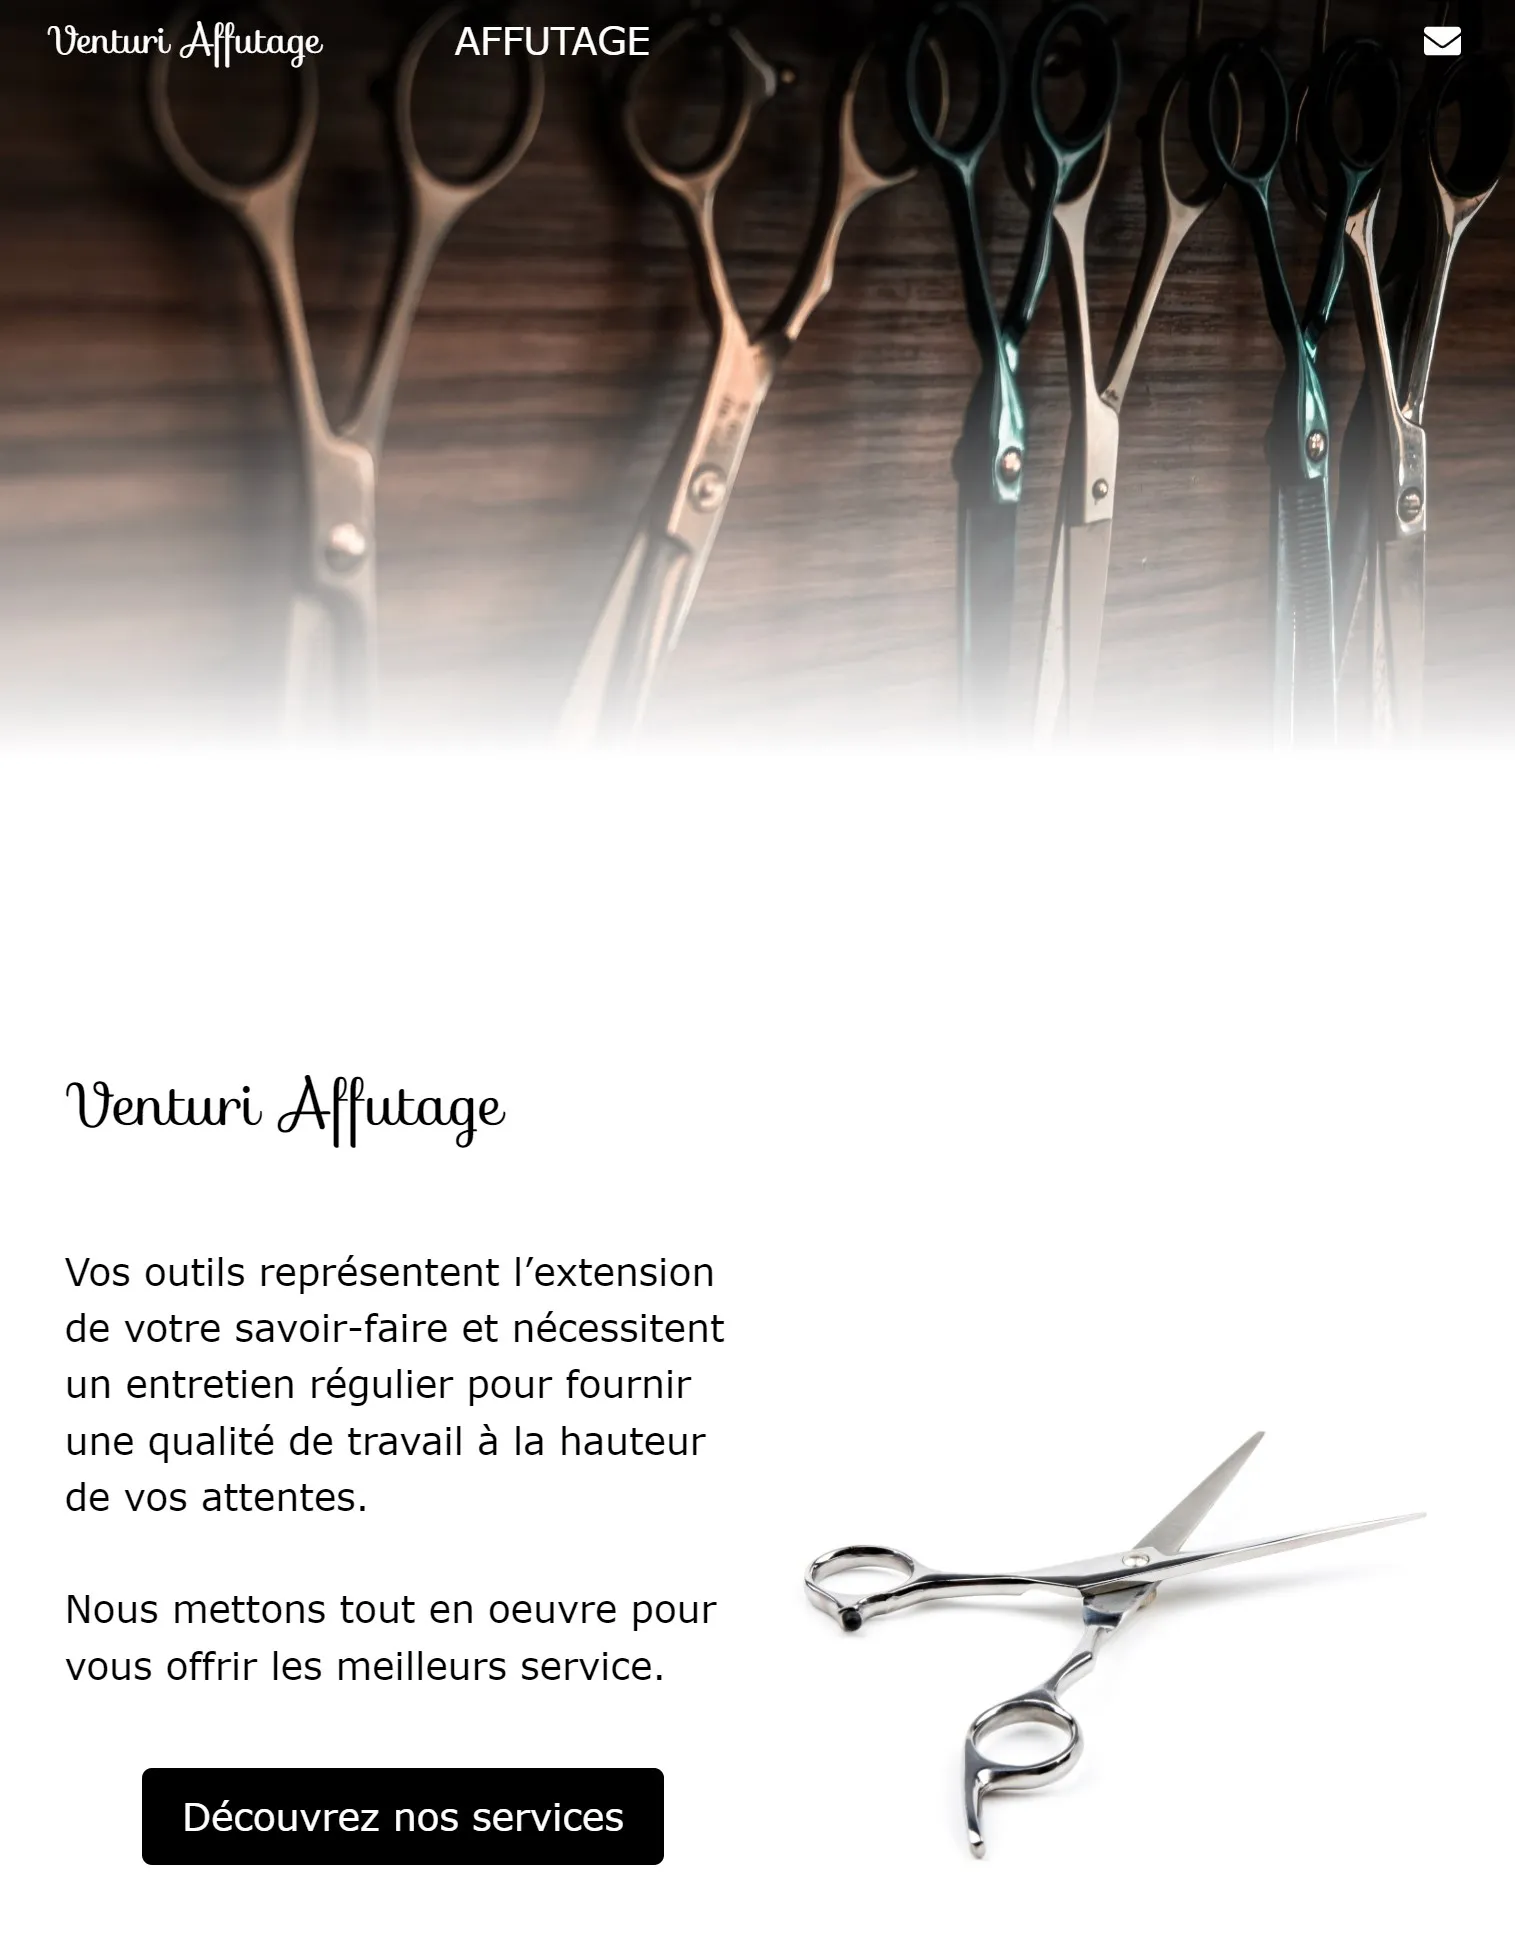 Venturi Affutage
AFFUTAGE
Venturi Affutage
Vos outils représentent l’extension
de votre savoir-faire et nécessitent
un entretien régulier pour fournir
une qualité de travail à la hauteur
de vos attentes.
Nous mettons tout en oeuvre pour
vous offrir les meilleurs service.
Découvrez nos services